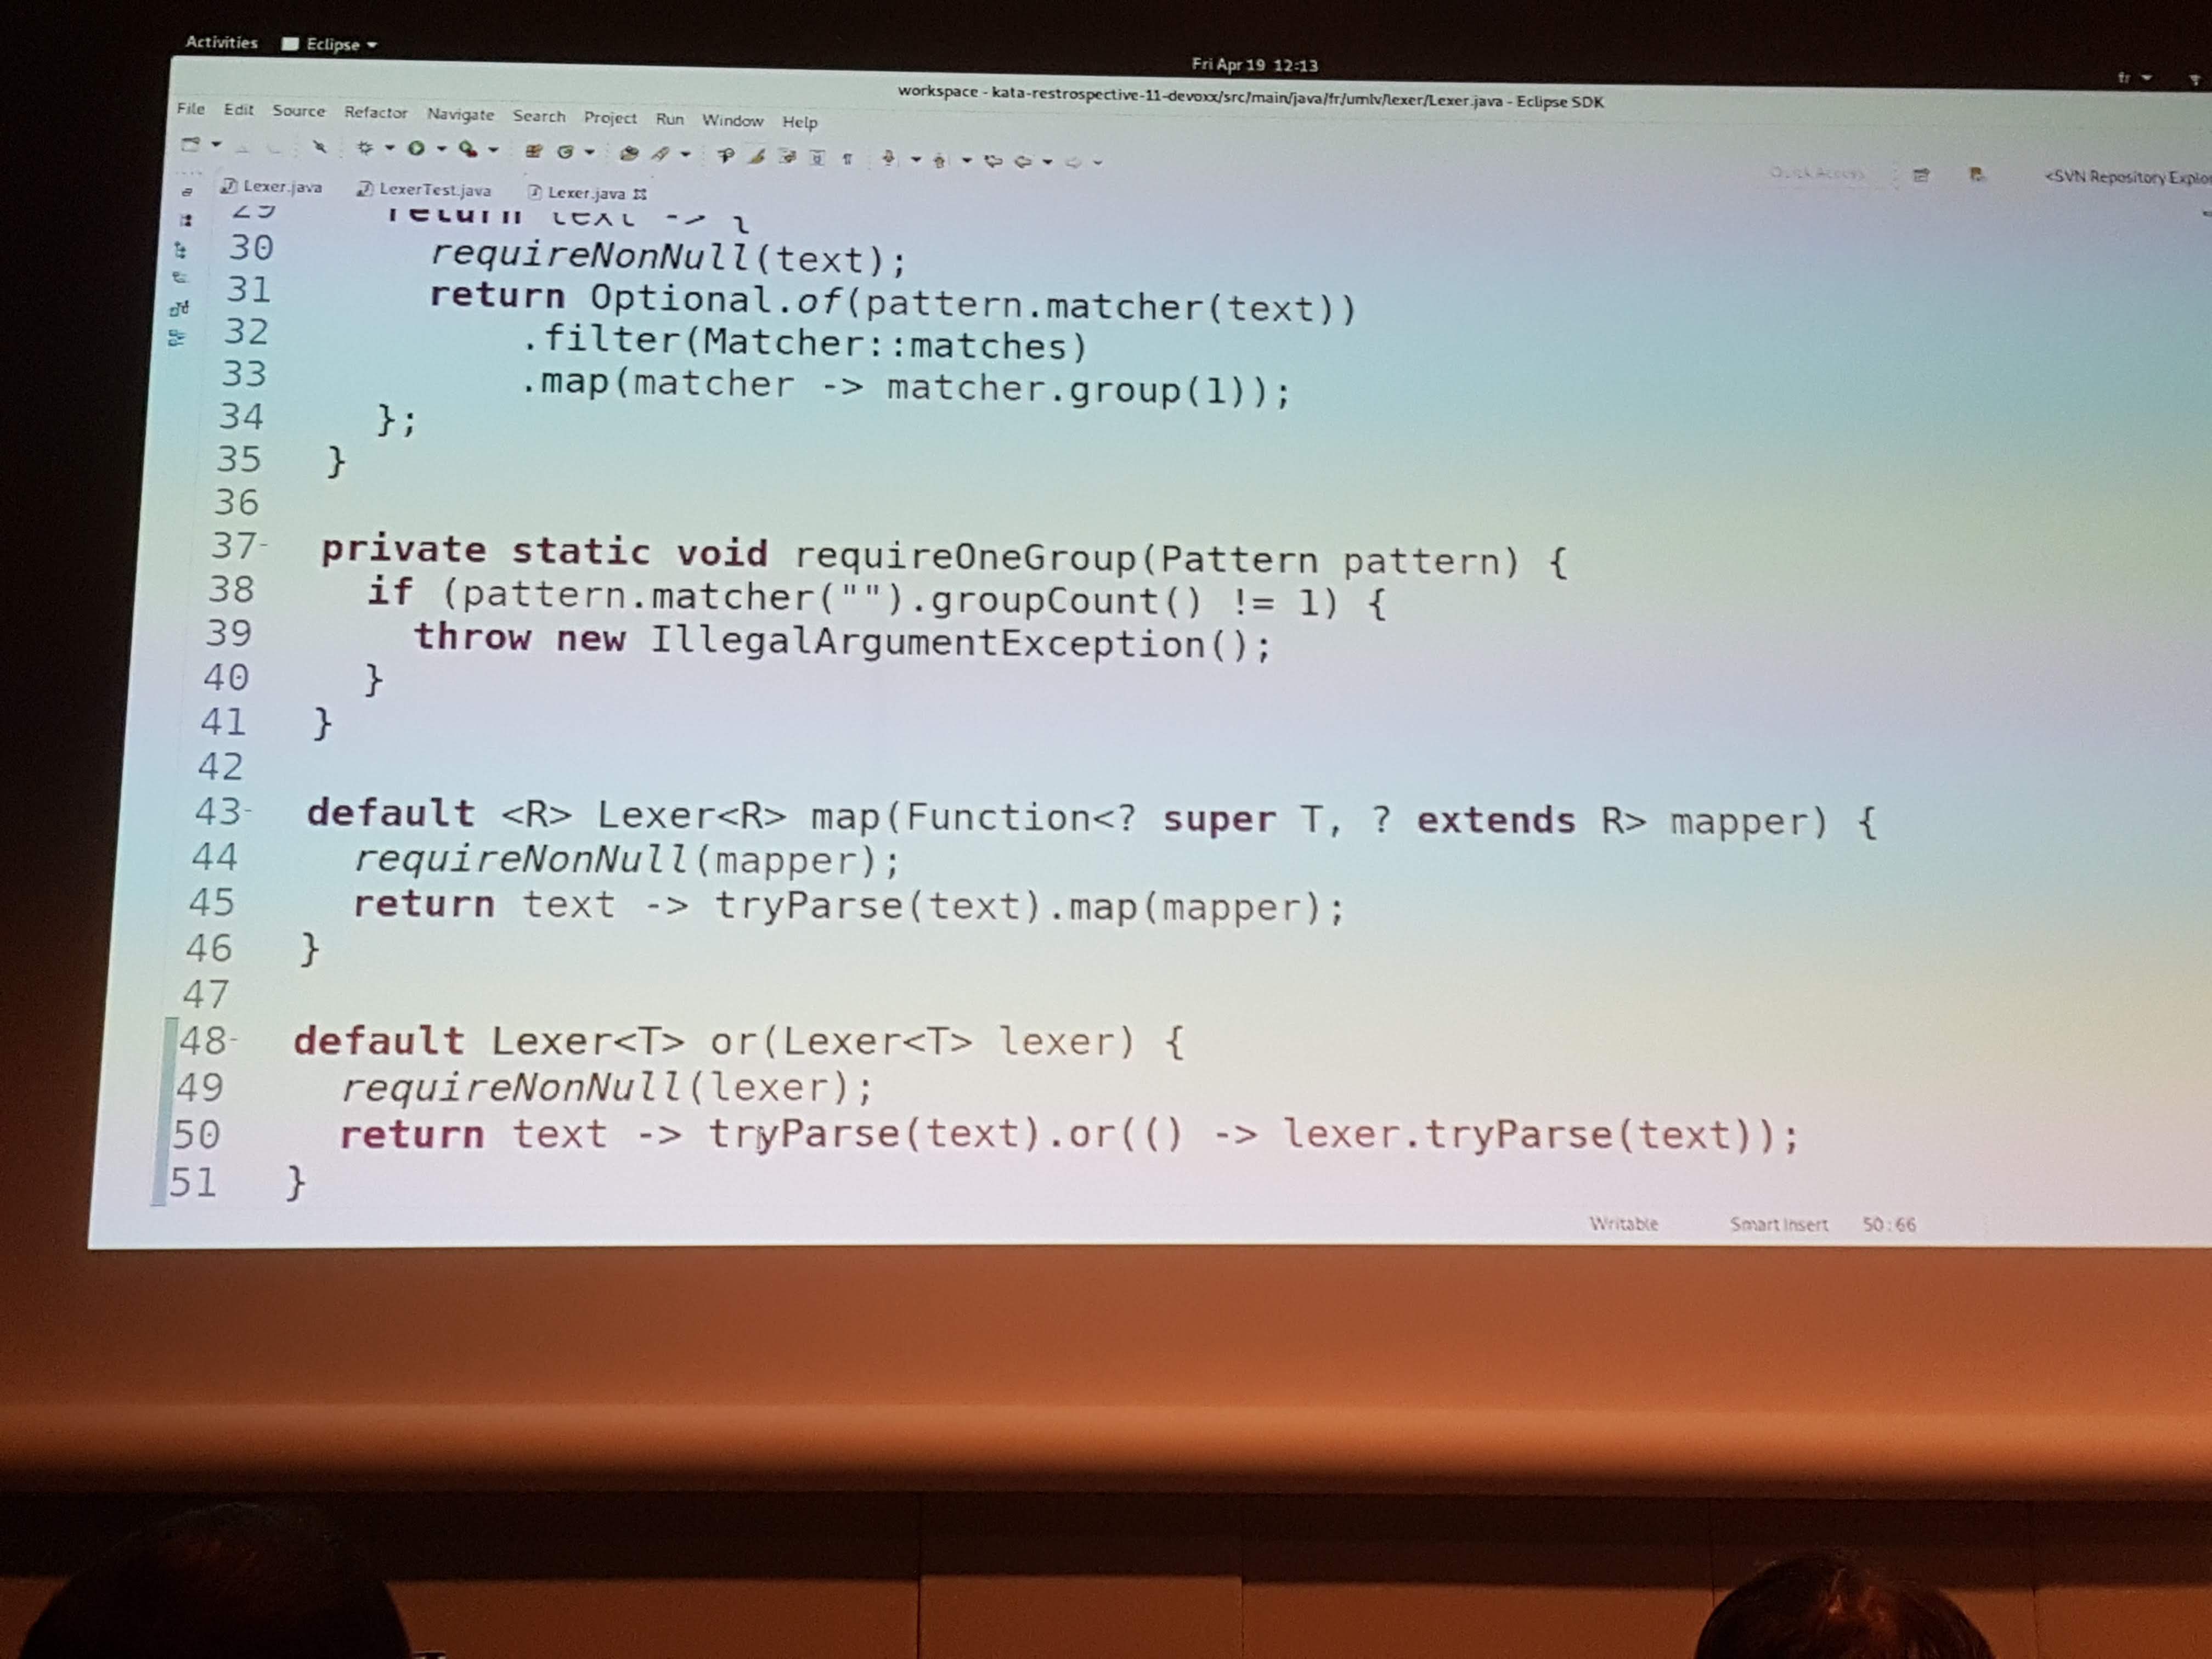 Activities Eclipse
Fri Apr 19 12:13
fr
workspace - kata-restrospective-11-devoxx/src/main/java/fr/umlv/lexer/Lexer.java - Eclipse SDK
File Edit Source Refactor Navigate Search Project Run Window Help
Quick Access <SVN Repository Explor
Lexer.java LexerTest.java Lexer.java
29 return text -> {
30 requireNonNull(text);
31 return Optional.of(pattern.matcher(text))
32 .filter(Matcher::matches)
33 .map(matcher -> matcher.group(1));
34 };
35 }
36
37 private static void requireOneGroup(Pattern pattern) {
38 if (pattern.matcher("").groupCount() != 1) {
39 throw new IllegalArgumentException();
40 }
41 }
42
43 default <R> Lexer<R> map(Function<? super T, ? extends R> mapper) {
44 requireNonNull(mapper);
45 return text -> tryParse(text).map(mapper);
46 }
47
48 default Lexer<T> or(Lexer<T> lexer) {
49 requireNonNull(lexer);
50 return text -> tryParse(text).or(() -> lexer.tryParse(text));
51 }
Writable Smart Insert 50:66